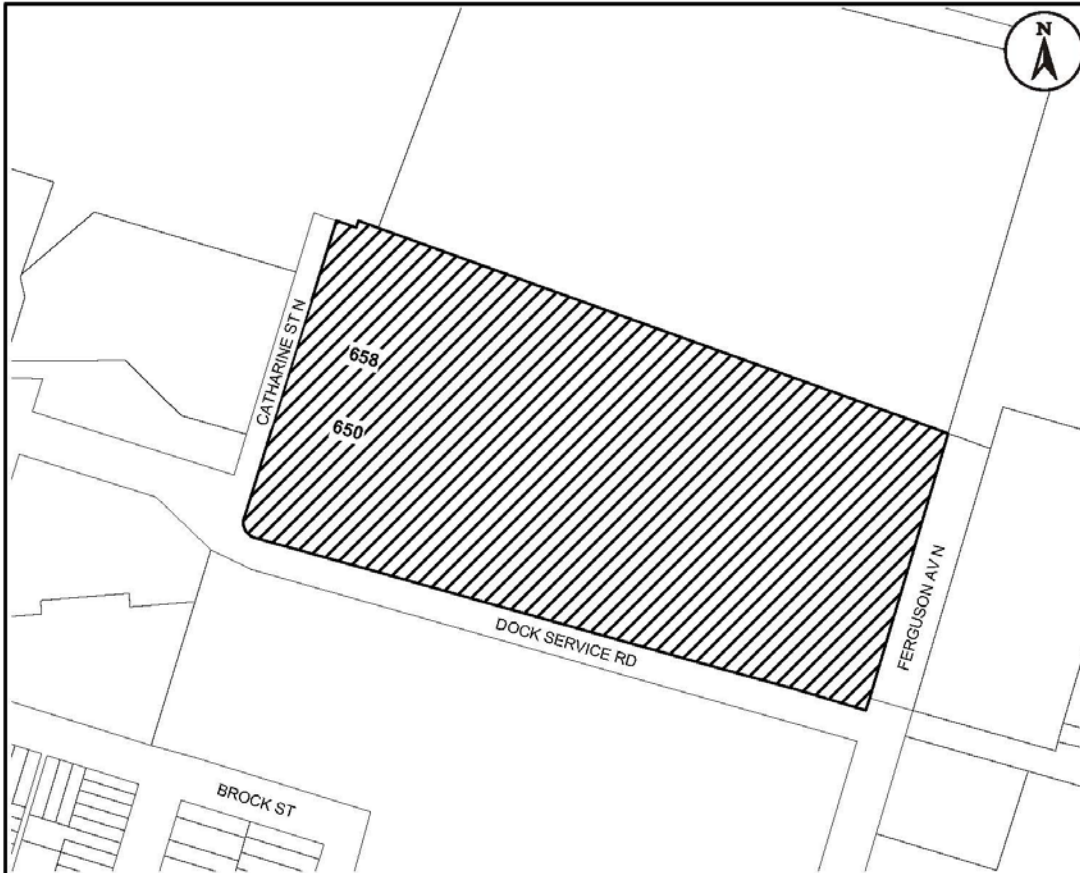 N
CATHARINE ST N
658
650
FERGUSON AV N
DOCK SERVICE RD
BROCK ST